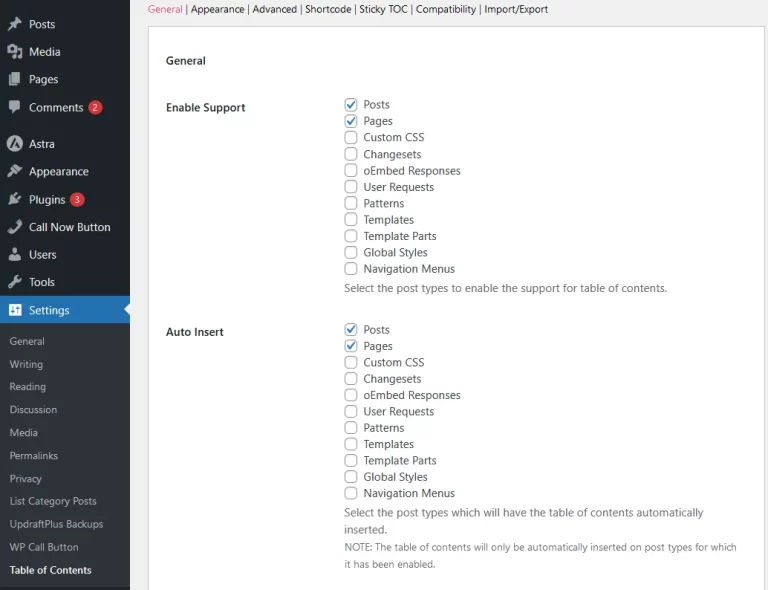 Posts
Media
Pages
Comments 2
Astra
Appearance
Plugins 3
Call Now Button
Users
Tools
Settings
General
Writing
Reading
Discussion
Media
Permalinks
Privacy
List Category Posts
UpdraftPlus Backups
WP Call Button
Table of Contents
General | Appearance | Advanced | Shortcode | Sticky TOC | Compatibility | Import/Export
General
Enable Support
Posts
Pages
Custom CSS
Changesets
oEmbed Responses
User Requests
Patterns
Templates
Template Parts
Global Styles
Navigation Menus
Select the post types to enable the support for table of contents.
Auto Insert
Posts
Pages
Custom CSS
Changesets
oEmbed Responses
User Requests
Patterns
Templates
Template Parts
Global Styles
Navigation Menus
Select the post types which will have the table of contents automatically
inserted.
NOTE: The table of contents will only be automatically inserted on post types for which
it has been enabled.